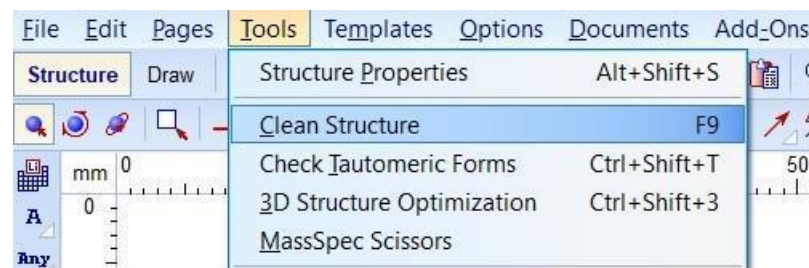 File Edit Pages Tools Templates Options Documents Add-Ons
Structure Draw Structure Properties Alt+Shift+S
Clean Structure F9
mm 0 Check Tautomeric Forms Ctrl+Shift+T 50
A 0 3D Structure Optimization Ctrl+Shift+3
Any MassSpec Scissors